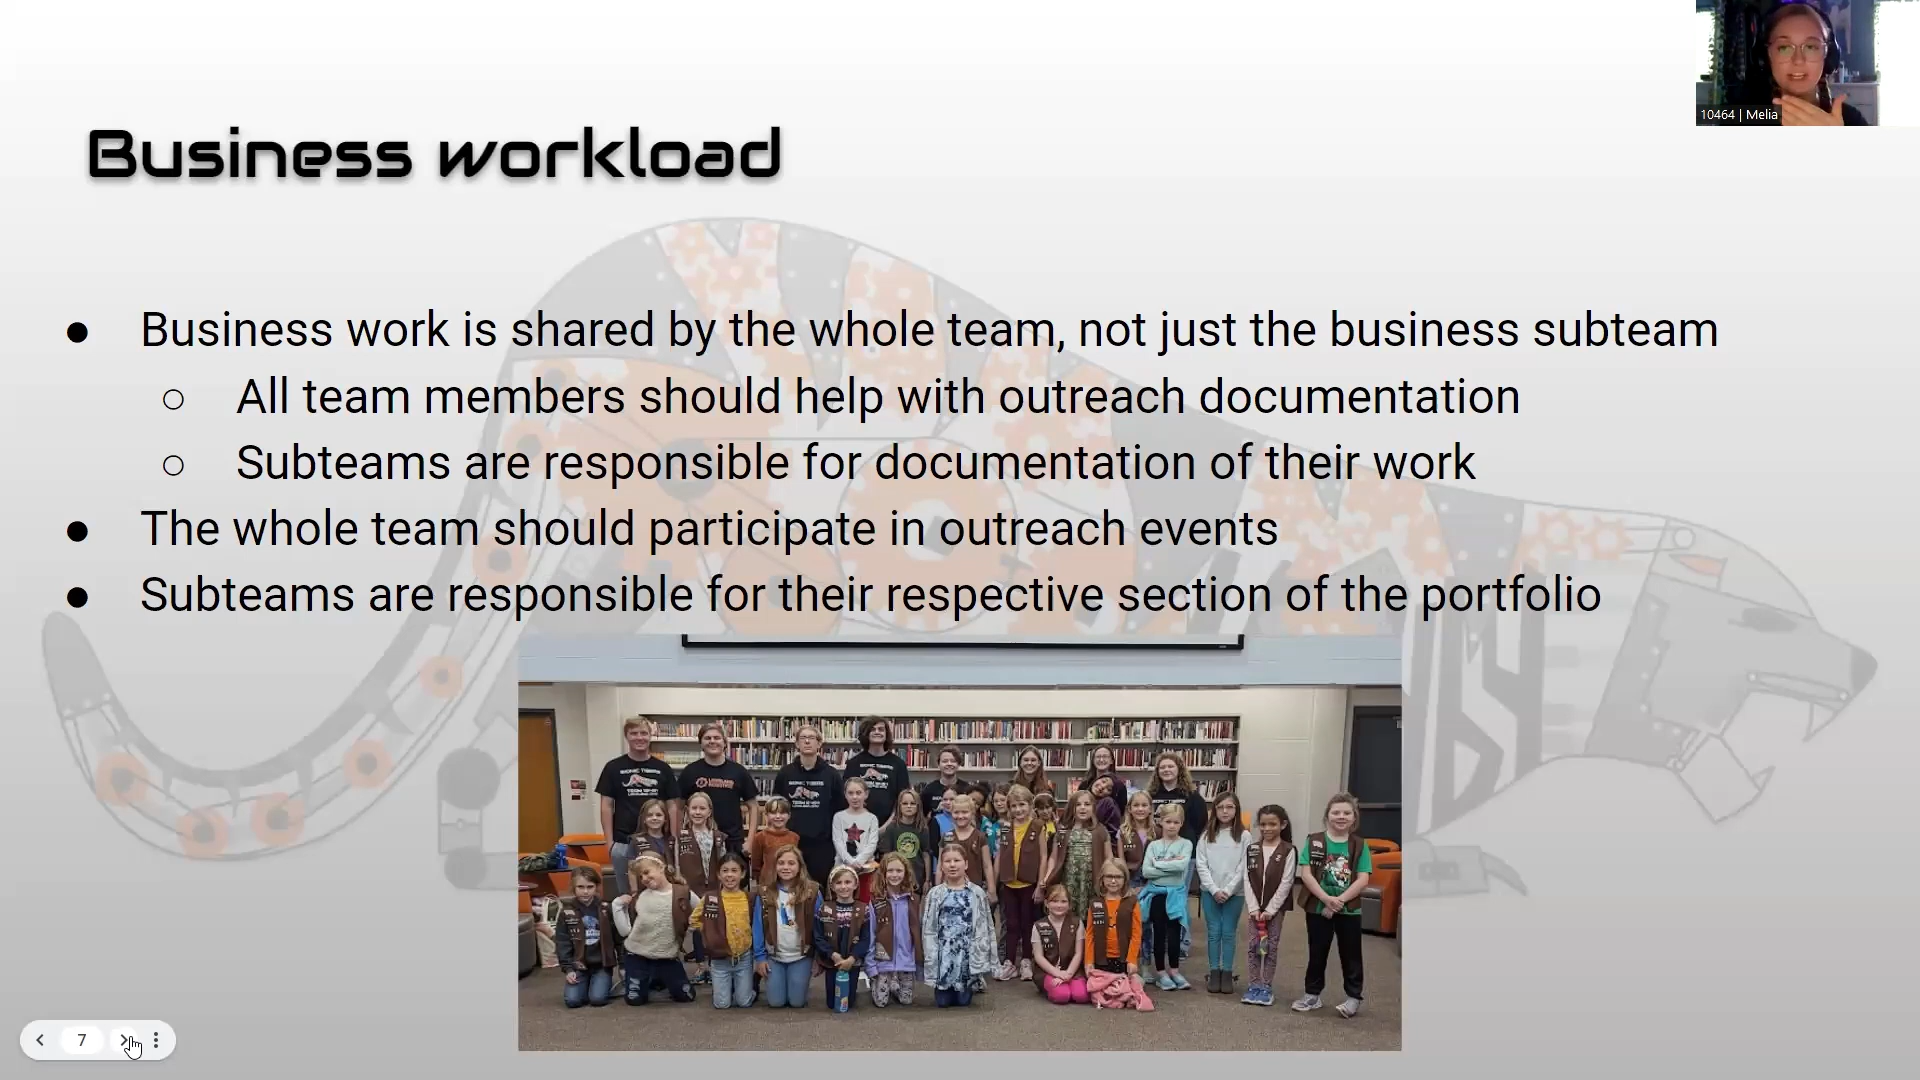 10464 | Melia
Business workload
● Business work is shared by the whole team, not just the business subteam
○ All team members should help with outreach documentation
○ Subteams are responsible for documentation of their work
● The whole team should participate in outreach events
● Subteams are responsible for their respective section of the portfolio
7